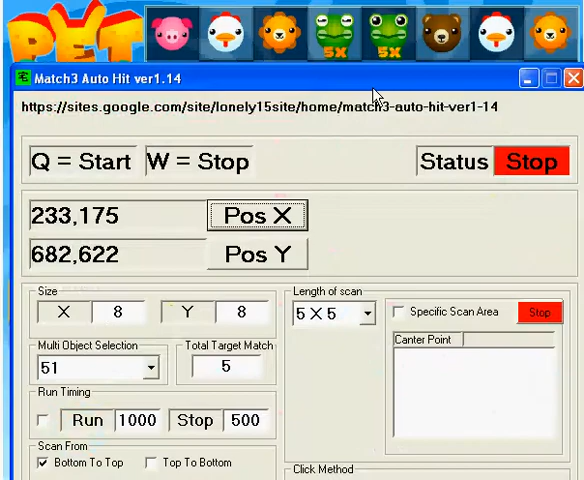 PET
5X 5X
Match3 Auto Hit ver1.14
https://sites.google.com/site/lonely15site/home/match3-auto-hit-ver1-14
Q = Start W = Stop Status Stop
233,175 Pos X
682,622 Pos Y
Size Length of scan
X 8 Y 8 5 X 5 Specific Scan Area Stop
Multi Object Selection Total Target Match Canter Point
51 5
Run Timing
Run 1000 Stop 500
Scan From
Bottom To Top Top To Bottom
Click Method